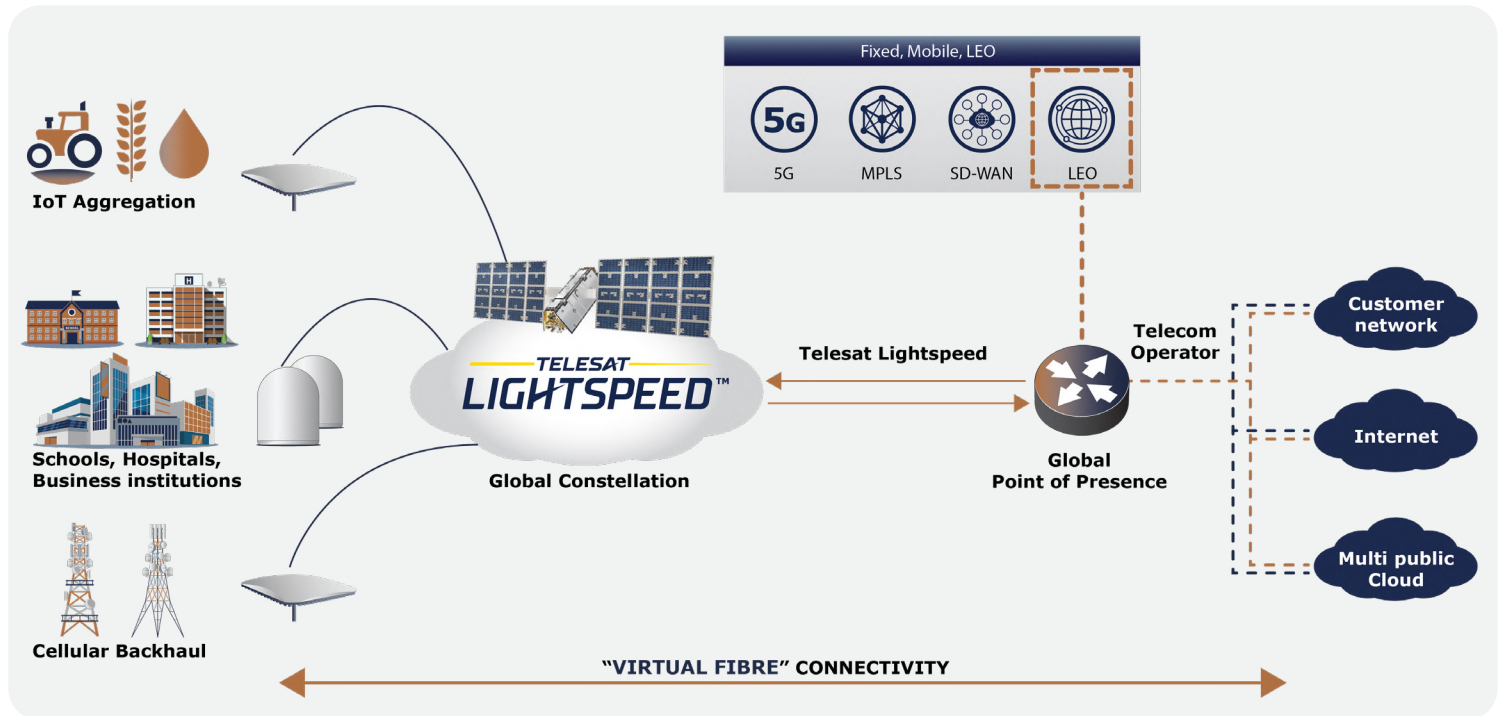 Fixed, Mobile, LEO
5G
5G
MPLS
SD-WAN
LEO
IoT Aggregation
H
SCHOOL
Schools, Hospitals,
Business institutions
Cellular Backhaul
TELESAT
LIGHTSPEED™
Global Constellation
Telesat Lightspeed
Global
Point of Presence
Telecom
Operator
Customer
network
Internet
Multi public
Cloud
“VIRTUAL FIBRE” CONNECTIVITY